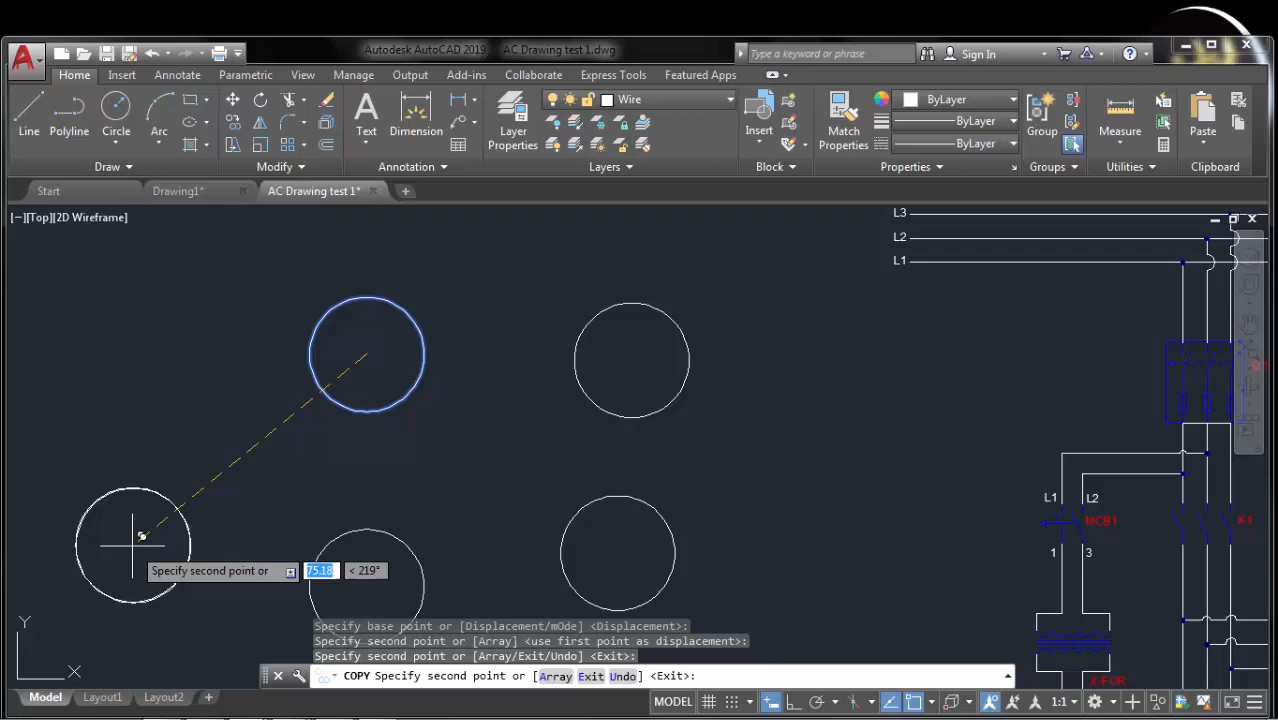 Autodesk AutoCAD 2019 AC Drawing test 1.dwg
Type a keyword or phrase
Sign In
Home Insert Annotate Parametric View Manage Output Add-ins Collaborate Express Tools Featured Apps
Line Polyline Circle Arc
Text Dimension
Layer
Properties
Wire
Insert
Match
Properties
ByLayer
ByLayer
ByLayer
Group
Measure
Paste
Draw Modify Annotation Layers Block Properties Groups Utilities Clipboard
Start Drawing1* AC Drawing test 1*
[−][Top][2D Wireframe]
L3
L2
L1
L1 L2
MCB1 K1
1 3
X-FOR
Y
X
Specify second point or 75.18 < 219°
Specify base point or [Displacement/mOde] <Displacement>:
Specify second point or [Array] <use first point as displacement>:
Specify second point or [Array/Exit/Undo] <Exit>:
COPY Specify second point or [Array Exit Undo] <Exit>:
Model Layout1 Layout2
MODEL 1:1